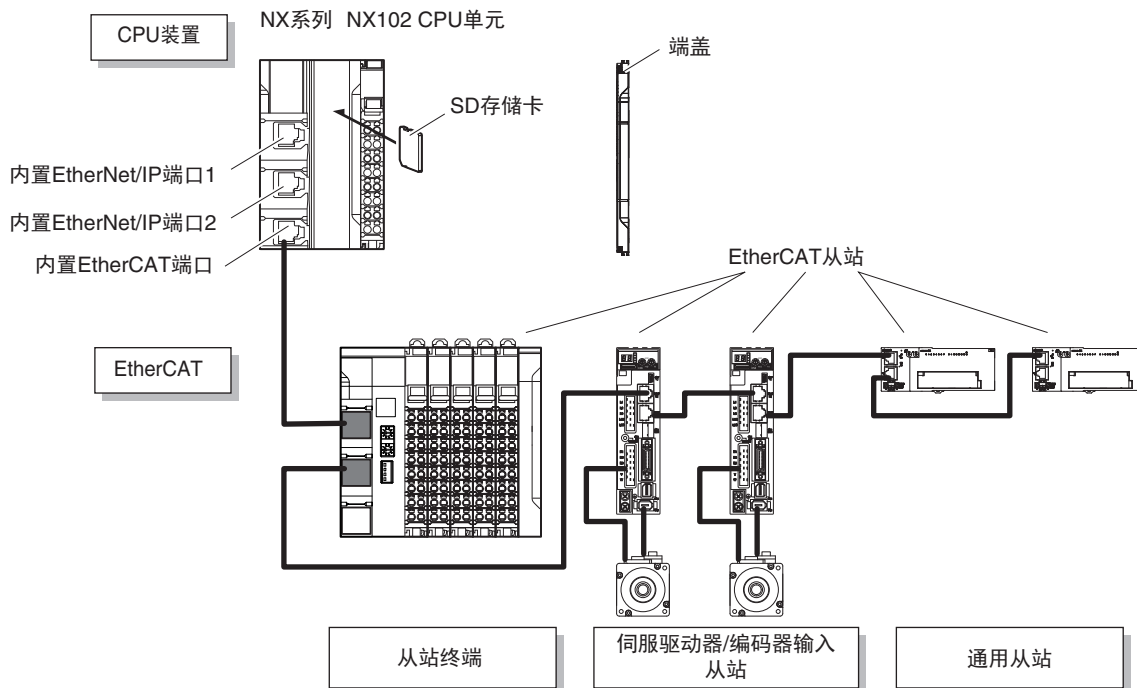 CPU装置
NX系列 NX102 CPU单元
端盖
SD存储卡
内置EtherNet/IP端口1
内置EtherNet/IP端口2
内置EtherCAT端口
EtherCAT从站
EtherCAT
从站终端
伺服驱动器/编码器输入
从站
通用从站